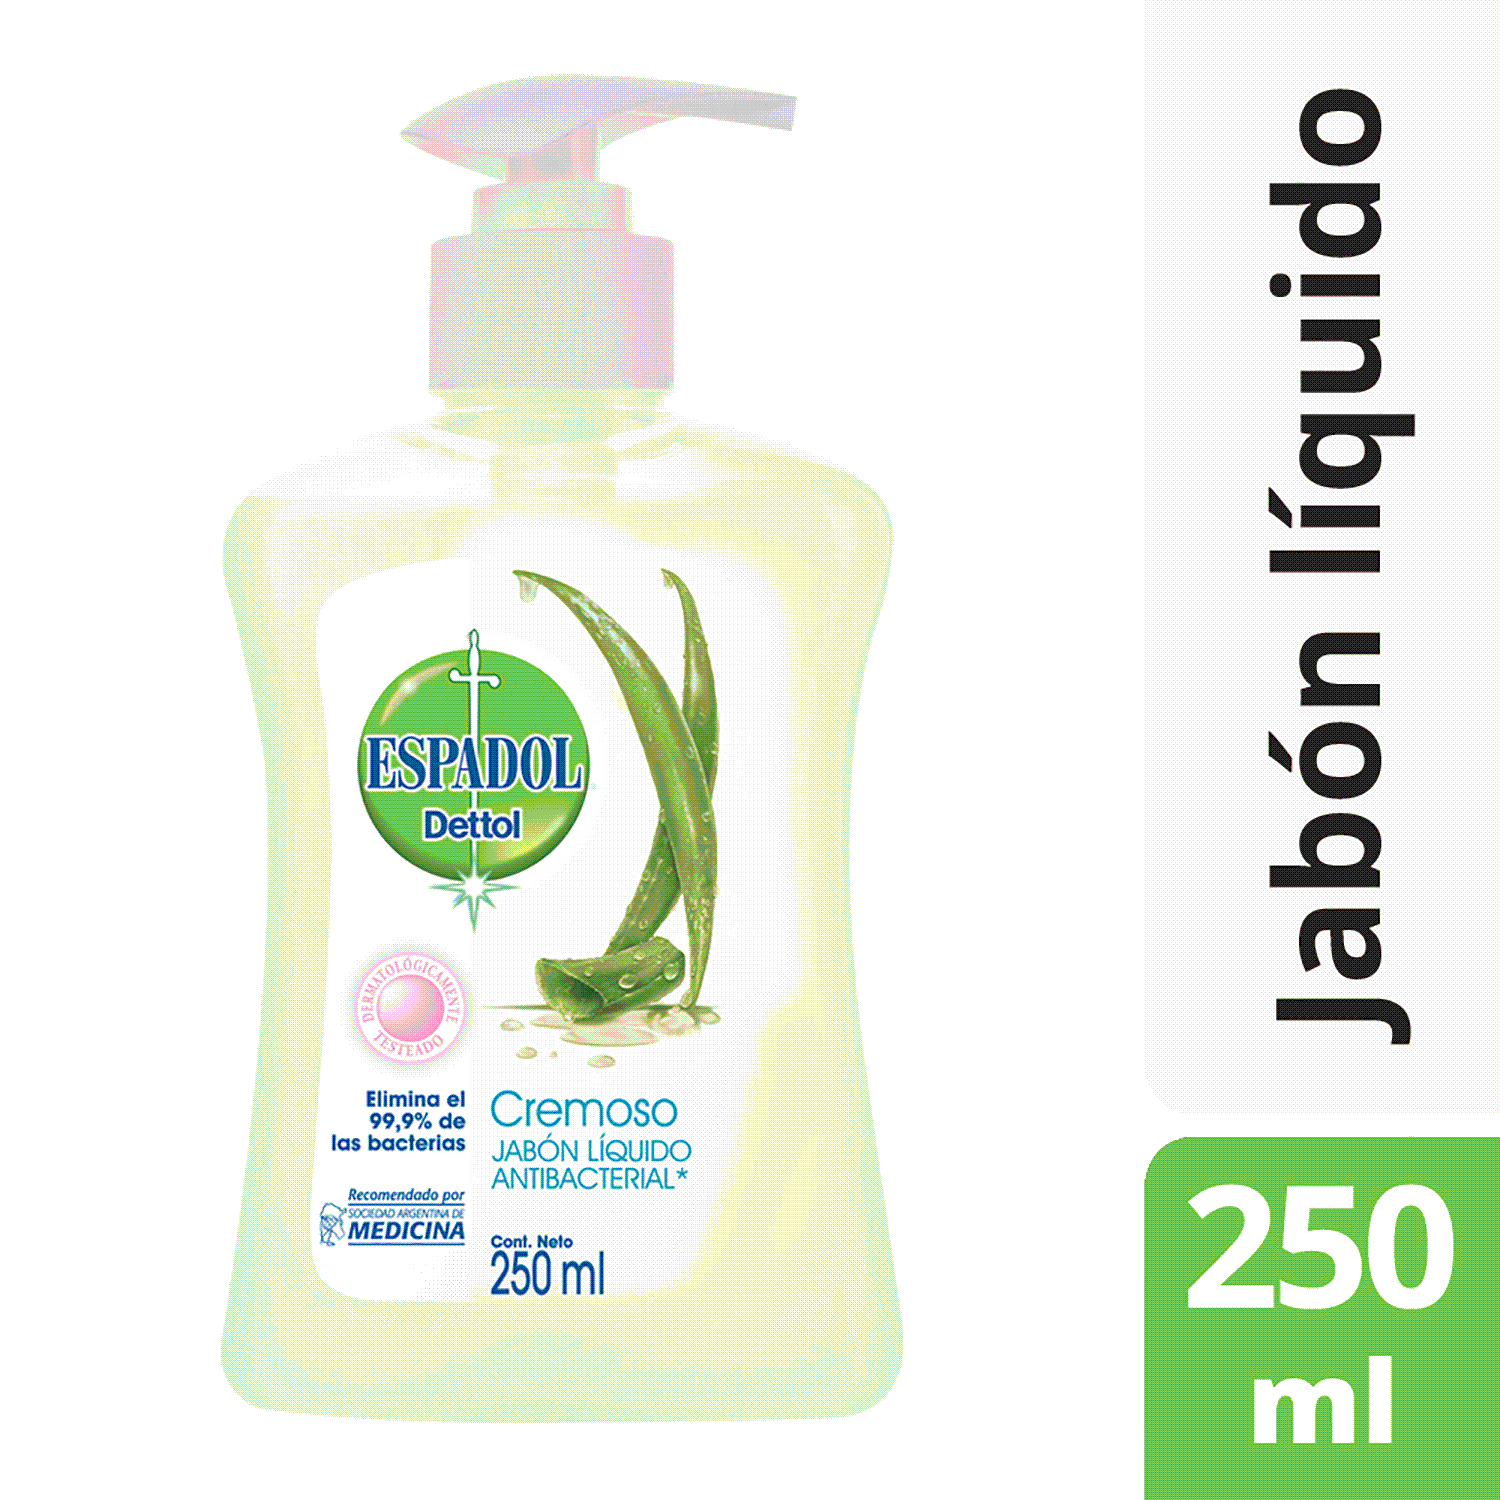 ESPADOL
Dettol
DERMATOLÓGICAMENTE
TESTEADO
Elimina el
99,9% de
las bacterias
Recomendado por
SOCIEDAD ARGENTINA DE
MEDICINA
Cremoso
JABÓN LÍQUIDO
ANTIBACTERIAL*
Cont. Neto
250 ml
Jabón líquido
250
ml